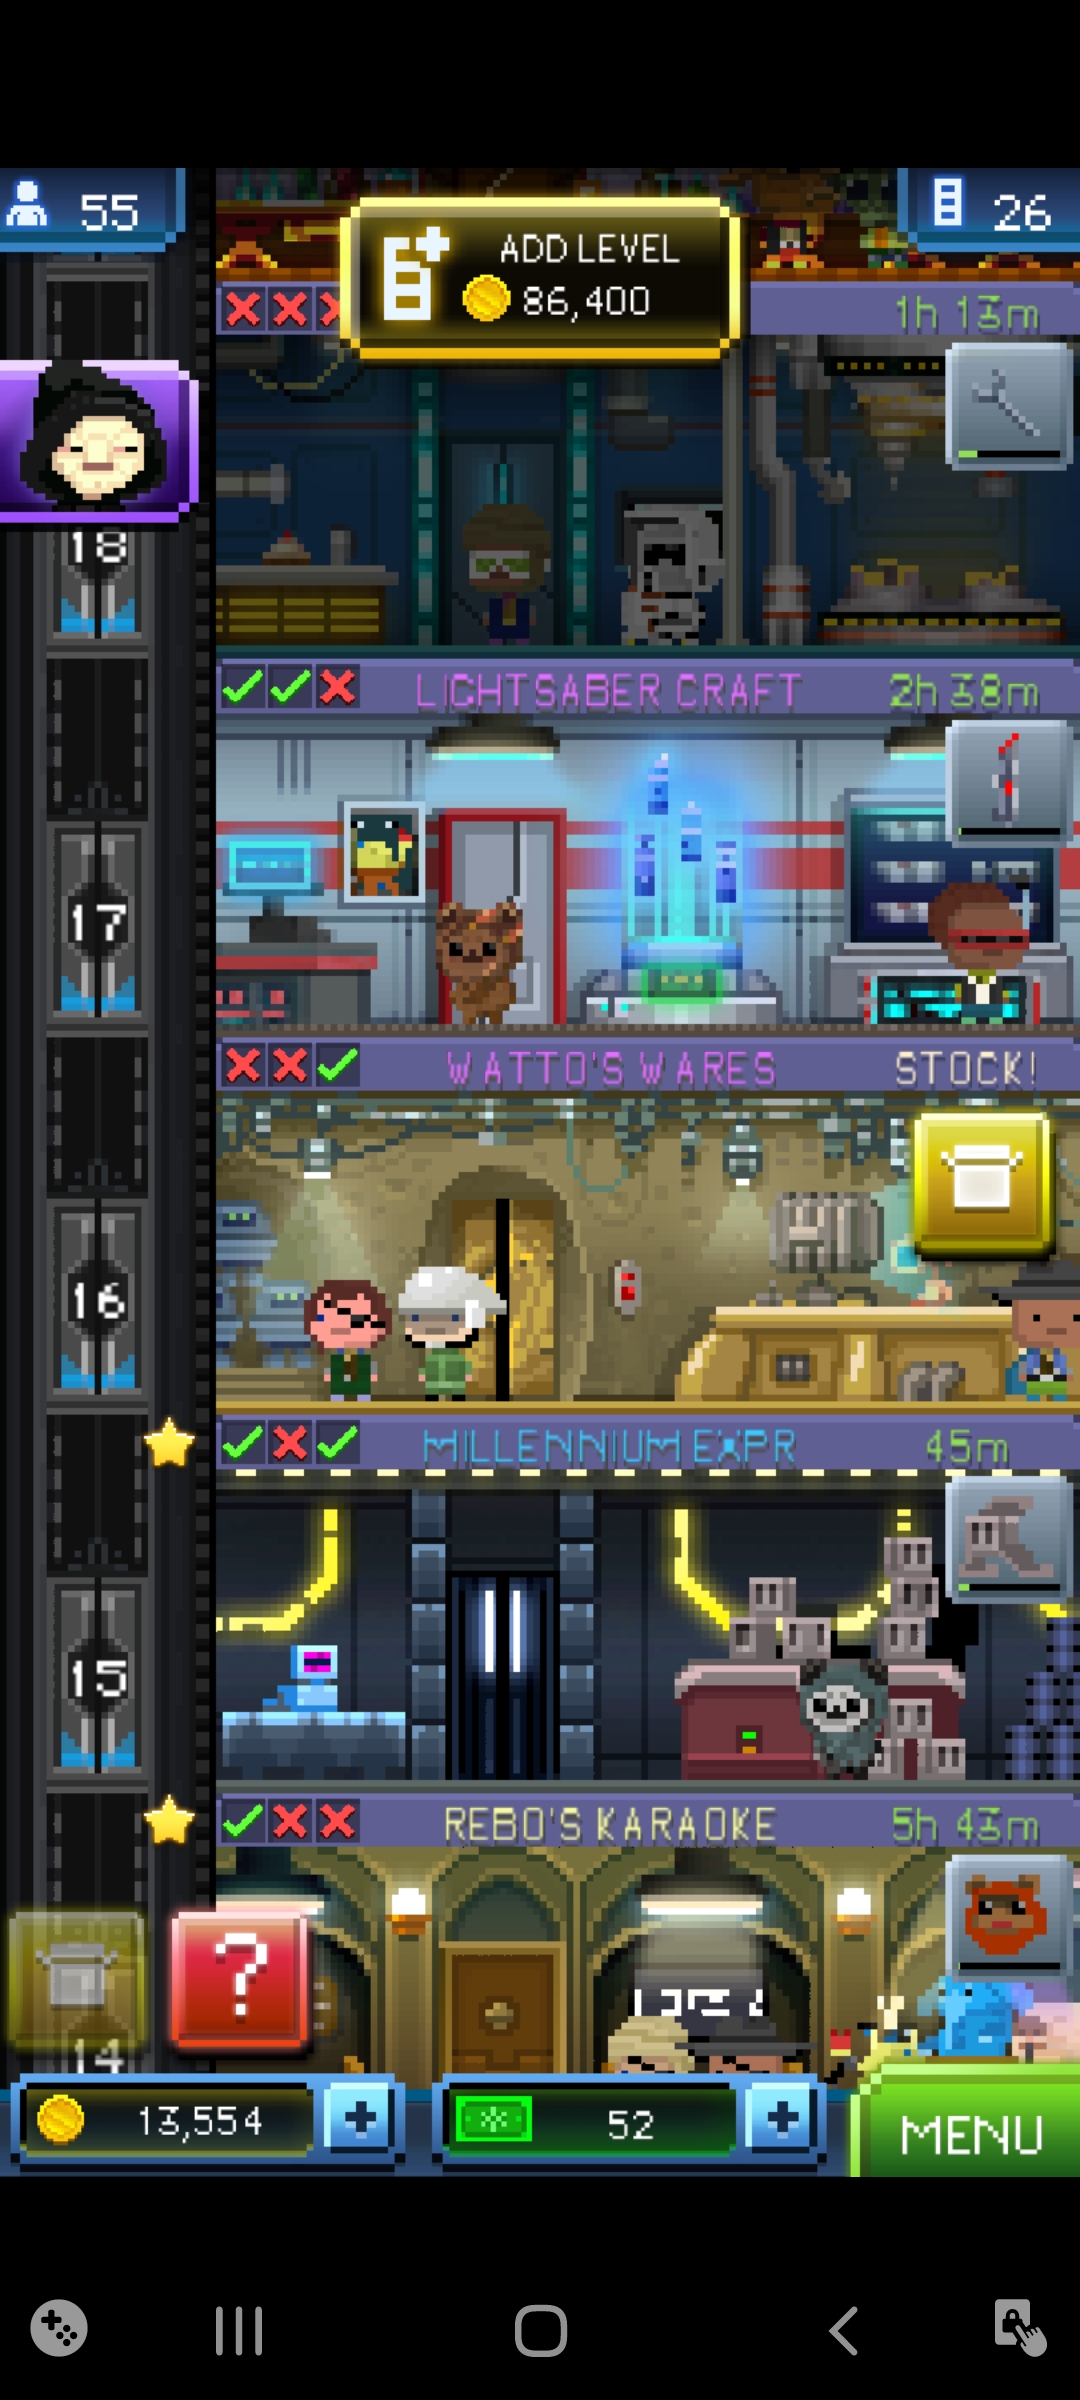 55
ADD LEVEL
86,400
26
1h 13m
18
LIGHTSABER CRAFT
2h 38m
17
WATTO'S WARES
STOCK!
16
MILLENNIUM EXPR
45m
15
REBO'S KARAOKE
5h 43m
?
14
13,554
52
MENU